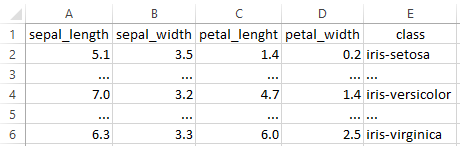 A B C D E
1 sepal_length sepal_width petal_lenght petal_width class
2 5.1 3.5 1.4 0.2 iris-setosa
3 ... ... ... ... ...
4 7.0 3.2 4.7 1.4 iris-versicolor
5 ... ... ... ... ...
6 6.3 3.3 6.0 2.5 iris-virginica